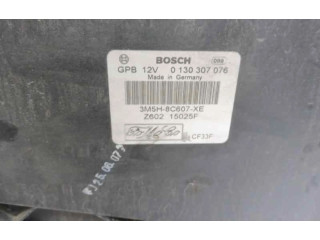 BOSCH
GPB 12V 0 130 307 076
Made in Germany
3M5H-8C607-XE
Z602 15025F
CF33F